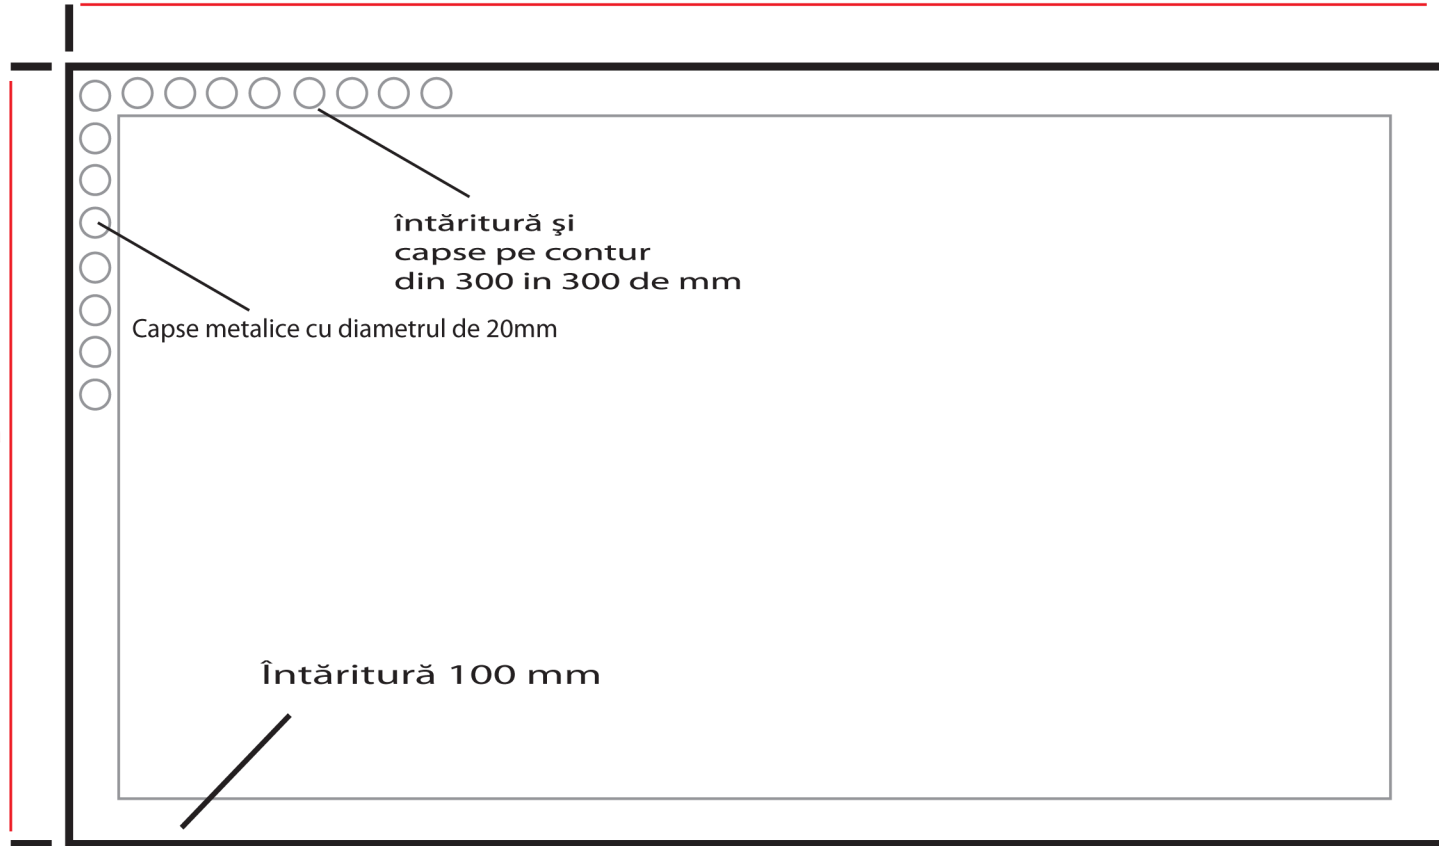 întăritură şi
capse pe contur
din 300 in 300 de mm
Capse metalice cu diametrul de 20mm
Întăritură 100 mm